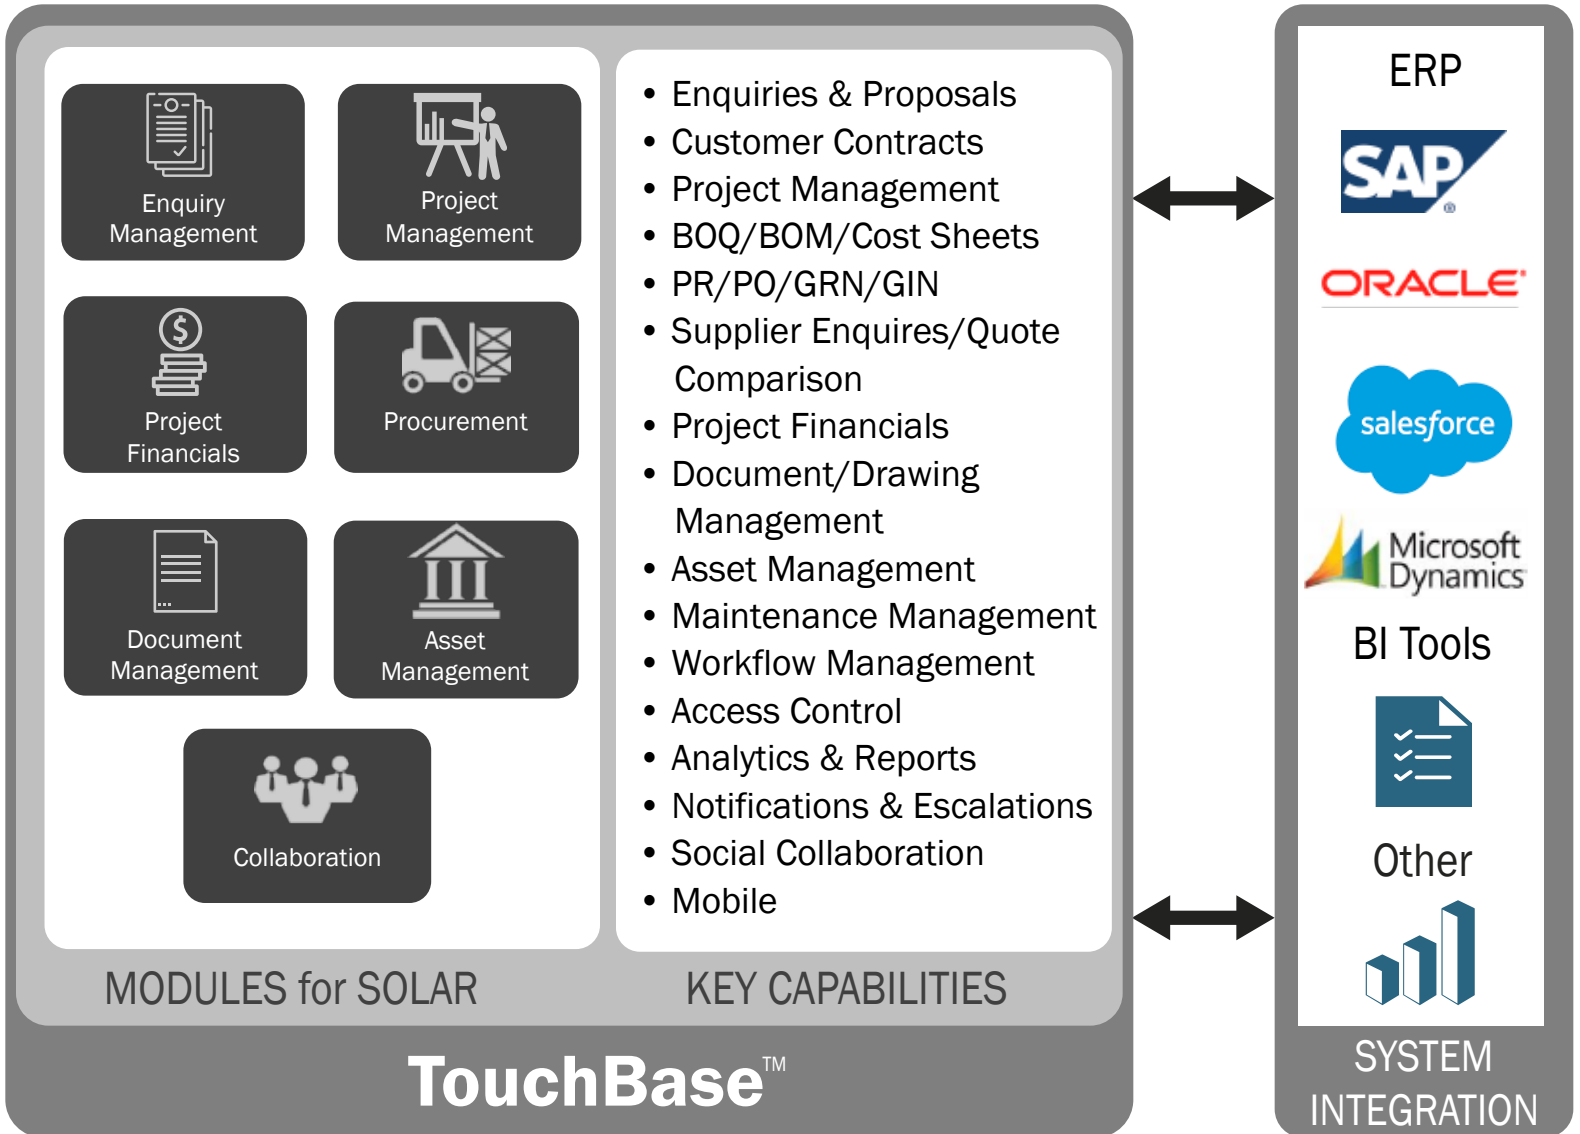 Enquiry
Management
Project
Management
Project
Financials
Procurement
Document
Management
Asset
Management
Collaboration
MODULES for SOLAR
• Enquiries & Proposals
• Customer Contracts
• Project Management
• BOQ/BOM/Cost Sheets
• PR/PO/GRN/GIN
• Supplier Enquires/Quote
Comparison
• Project Financials
• Document/Drawing
Management
• Asset Management
• Maintenance Management
• Workflow Management
• Access Control
• Analytics & Reports
• Notifications & Escalations
• Social Collaboration
• Mobile
KEY CAPABILITIES
TouchBase™
ERP
SAP®
ORACLE®
salesforce
Microsoft
Dynamics
BI Tools
Other
SYSTEM
INTEGRATION